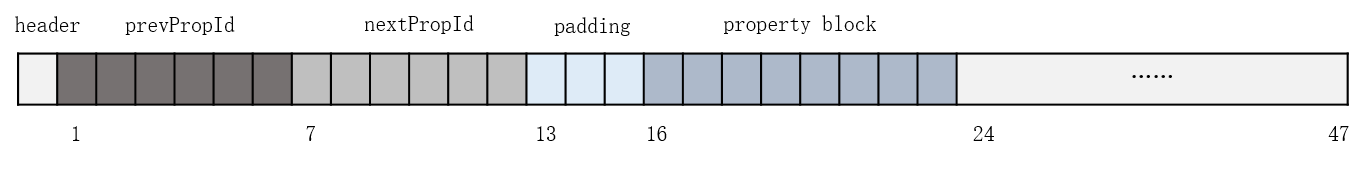 header prevPropId nextPropId padding property block
……
1 7 13 16 24 47